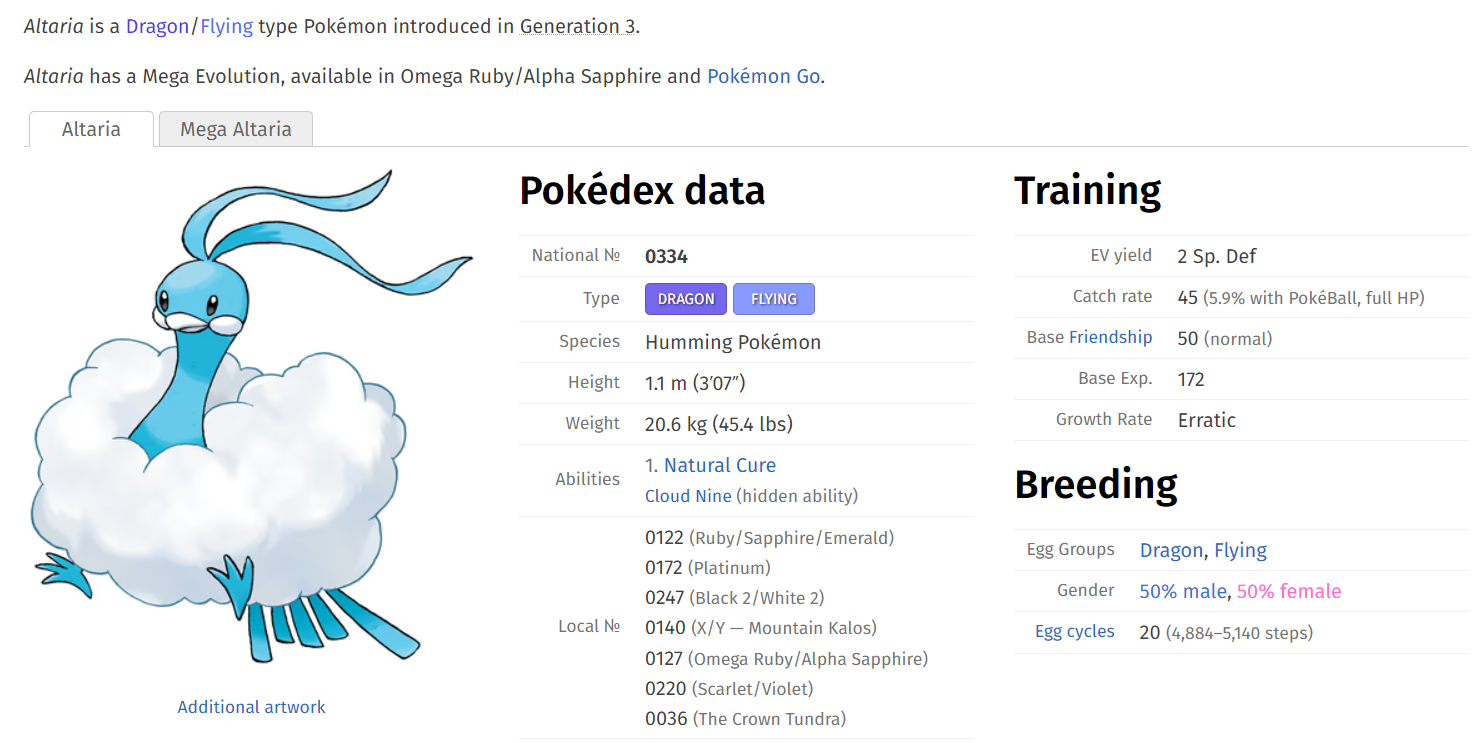 Altaria is a Dragon/Flying type Pokémon introduced in Generation 3.
Altaria has a Mega Evolution, available in Omega Ruby/Alpha Sapphire and Pokémon Go.
Altaria
Mega Altaria
Additional artwork
Pokédex data
National № 0334
Type DRAGON FLYING
Species Humming Pokémon
Height 1.1 m (3′07″)
Weight 20.6 kg (45.4 lbs)
Abilities 1. Natural Cure
Cloud Nine (hidden ability)
Local № 0122 (Ruby/Sapphire/Emerald)
0172 (Platinum)
0247 (Black 2/White 2)
0140 (X/Y — Mountain Kalos)
0127 (Omega Ruby/Alpha Sapphire)
0220 (Scarlet/Violet)
0036 (The Crown Tundra)
Training
EV yield 2 Sp. Def
Catch rate 45 (5.9% with PokéBall, full HP)
Base Friendship 50 (normal)
Base Exp. 172
Growth Rate Erratic
Breeding
Egg Groups Dragon, Flying
Gender 50% male, 50% female
Egg cycles 20 (4,884–5,140 steps)